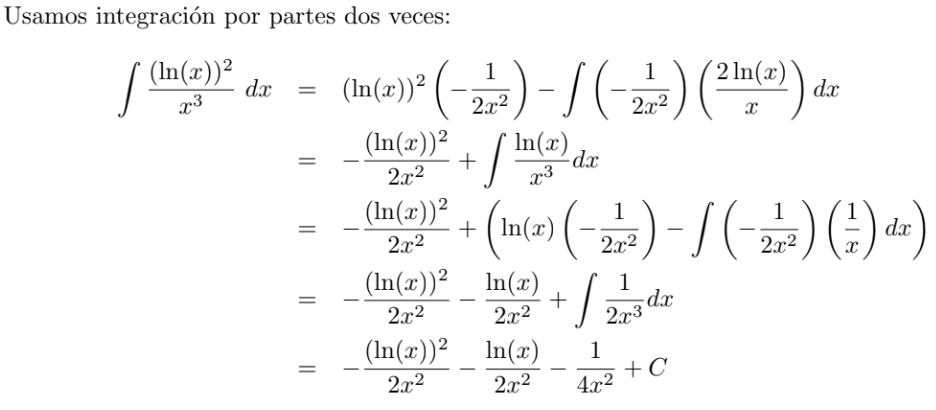 Usamos integración por partes dos veces:
∫ (ln(x))²/x³ dx = (ln(x))² (−1/(2x²)) − ∫ (−1/(2x²)) (2 ln(x)/x) dx
= −(ln(x))²/(2x²) + ∫ ln(x)/x³ dx
= −(ln(x))²/(2x²) + (ln(x) (−1/(2x²)) − ∫ (−1/(2x²)) (1/x) dx)
= −(ln(x))²/(2x²) − ln(x)/(2x²) + ∫ 1/(2x³) dx
= −(ln(x))²/(2x²) − ln(x)/(2x²) − 1/(4x²) + C